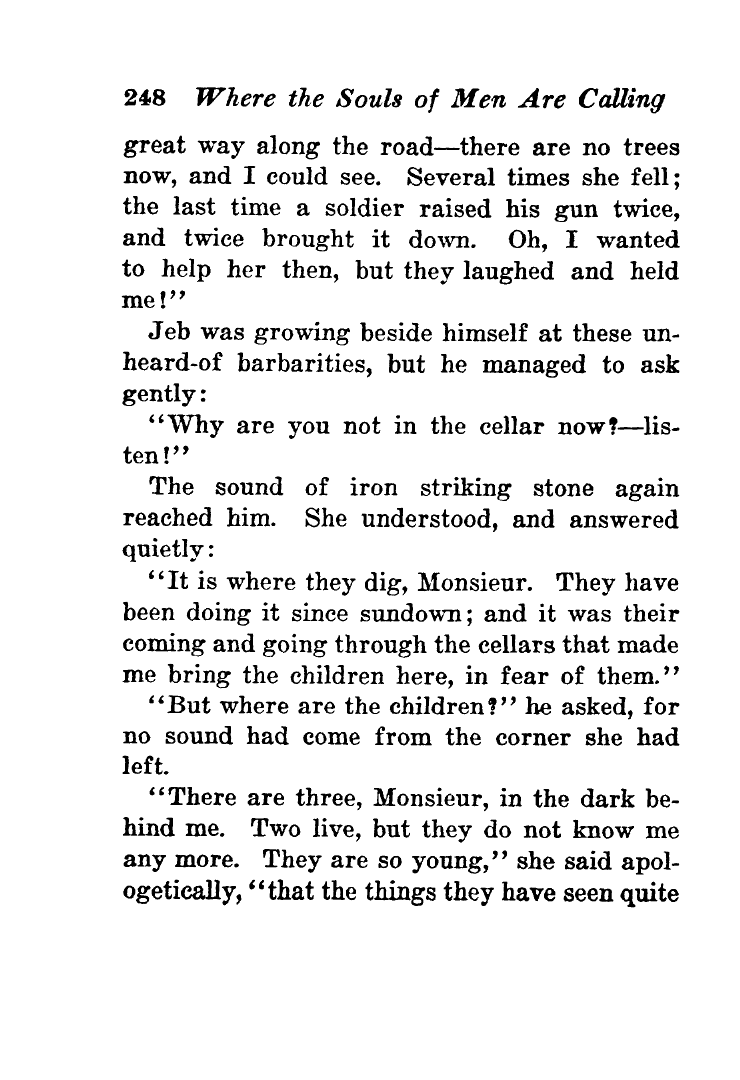 248 Where the Souls of Men Are Calling
great way along the road—there are no trees
now, and I could see. Several times she fell;
the last time a soldier raised his gun twice,
and twice brought it down. Oh, I wanted
to help her then, but they laughed and held
me!''
Jeb was growing beside himself at these un-
heard-of barbarities, but he managed to ask
gently:
''Why are you not in the cellar now?—lis-
ten!''
The sound of iron striking stone again
reached him. She understood, and answered
quietly:
''It is where they dig, Monsieur. They have
been doing it since sundown; and it was their
coming and going through the cellars that made
me bring the children here, in fear of them.''
''But where are the children?'' he asked, for
no sound had come from the corner she had
left.
''There are three, Monsieur, in the dark be-
hind me. Two live, but they do not know me
any more. They are so young,'' she said apol-
ogetically, ''that the things they have seen quite